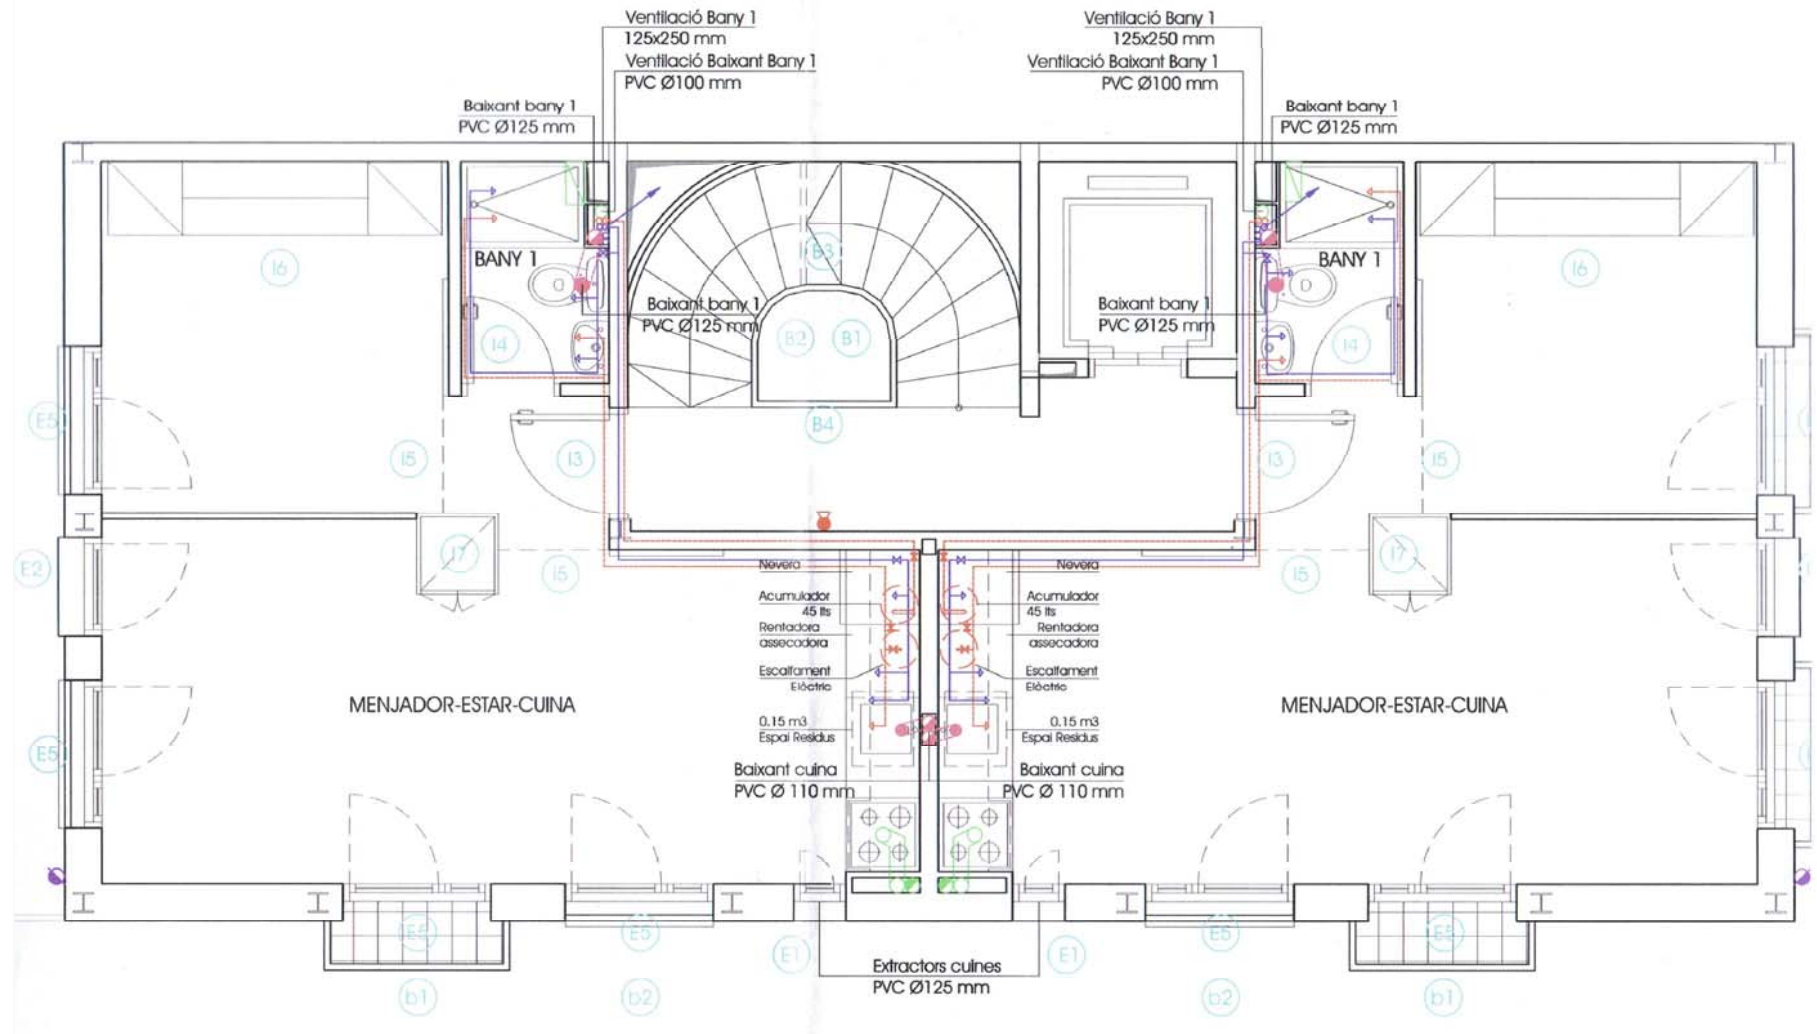 Ventilació Bany 1
125x250 mm
Ventilació Baixant Bany 1
PVC Ø100 mm
Baixant bany 1
PVC Ø125 mm
Ventilació Bany 1
125x250 mm
Ventilació Baixant Bany 1
PVC Ø100 mm
Baixant bany 1
PVC Ø125 mm
I6
BANY 1
I4
Baixant bany 1
PVC Ø125 mm
B3
B2
B1
B4
Baixant bany 1
PVC Ø125 mm
BANY 1
I4
I6
E5
I5
I3
I3
I5
E2
I7
I5
I5
I7
Nevera
Acumulador
45 lts
Rentadora
assecadora
Escalfament
Elèctric
0.15 m3
Espai Residus
Baixant cuina
PVC Ø 110 mm
Nevera
Acumulador
45 lts
Rentadora
assecadora
Escalfament
Elèctric
0.15 m3
Espai Residus
Baixant cuina
PVC Ø 110 mm
MENJADOR-ESTAR-CUINA
MENJADOR-ESTAR-CUINA
E5
E5
E5
E1
E1
E5
E5
Extractors cuines
PVC Ø125 mm
b1
b2
b2
b1